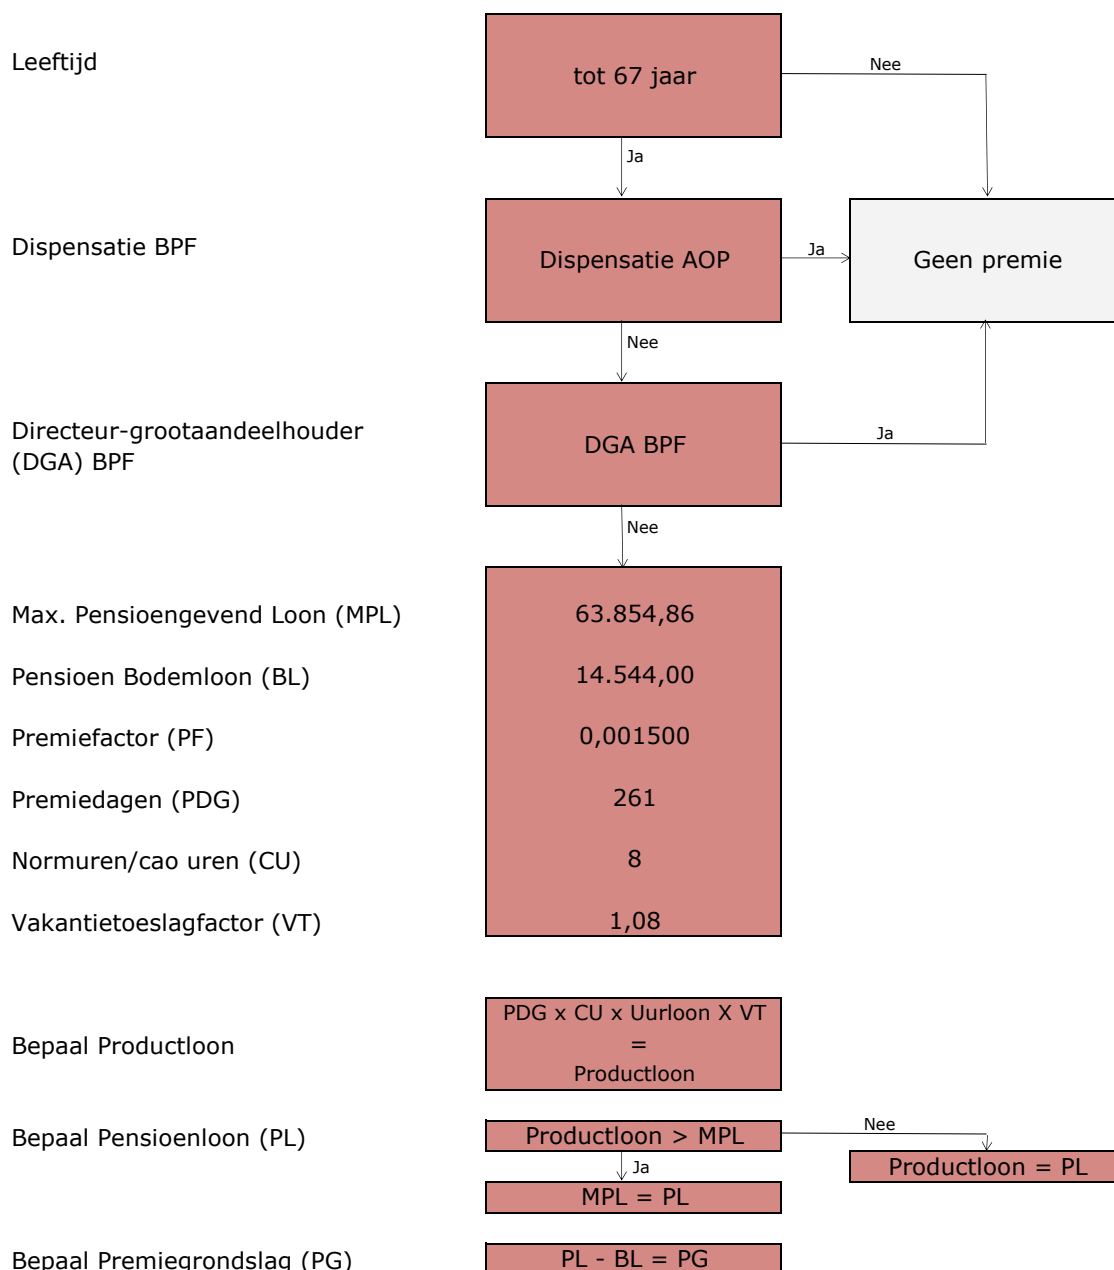 Leeftijd
tot 67 jaar
Nee
Ja
Dispensatie BPF
Dispensatie AOP
Ja
Geen premie
Nee
Directeur-grootaandeelhouder
(DGA) BPF
DGA BPF
Ja
Nee
Max. Pensioengevend Loon (MPL)
63.854,86
Pensioen Bodemloon (BL)
14.544,00
Premiefactor (PF)
0,001500
Premiedagen (PDG)
261
Normuren/cao uren (CU)
8
Vakantietoeslagfactor (VT)
1,08
Bepaal Productloon
PDG x CU x Uurloon X VT
=
Productloon
Bepaal Pensioenloon (PL)
Productloon > MPL
Nee
Productloon = PL
Ja
MPL = PL
Bepaal Premiegrondslag (PG)
PL - BL = PG